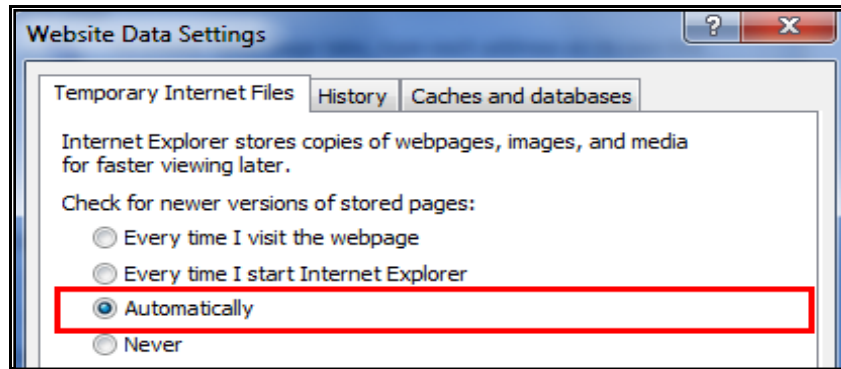 Website Data Settings
? X
Temporary Internet Files History Caches and databases
Internet Explorer stores copies of webpages, images, and media
for faster viewing later.
Check for newer versions of stored pages:
Every time I visit the webpage
Every time I start Internet Explorer
Automatically
Never